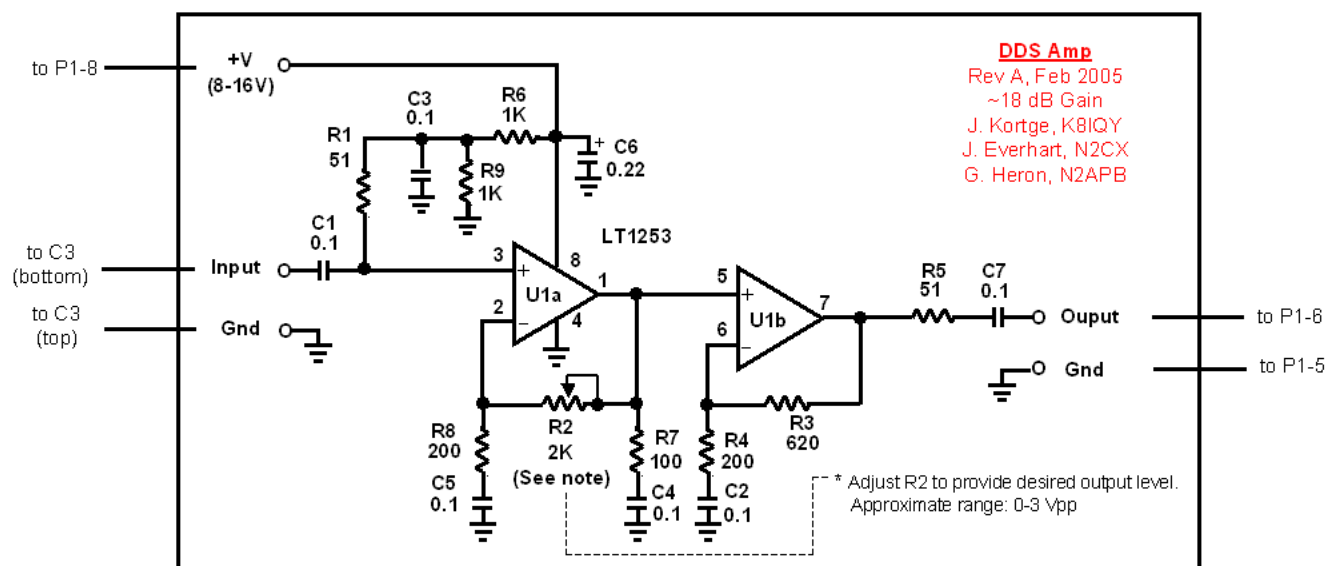 to P1-8
+V
(8-16V)
DDS Amp
Rev A, Feb 2005
~18 dB Gain
J. Kortge, K8IQY
J. Everhart, N2CX
G. Heron, N2APB
R1
51
C3
0.1
R6
1K
R9
1K
+
C6
0.22
to C3
(bottom)
Input
C1
0.1
LT1253
3
+
2
−
U1a
8
4
1
5
+
6
−
U1b
7
R5
51
C7
0.1
Ouput
to P1-6
to C3
(top)
Gnd
Gnd
to P1-5
R8
200
C5
0.1
R2
2K
(See note)
R7
100
C4
0.1
R4
200
C2
0.1
R3
620
* Adjust R2 to provide desired output level.
Approximate range: 0-3 Vpp